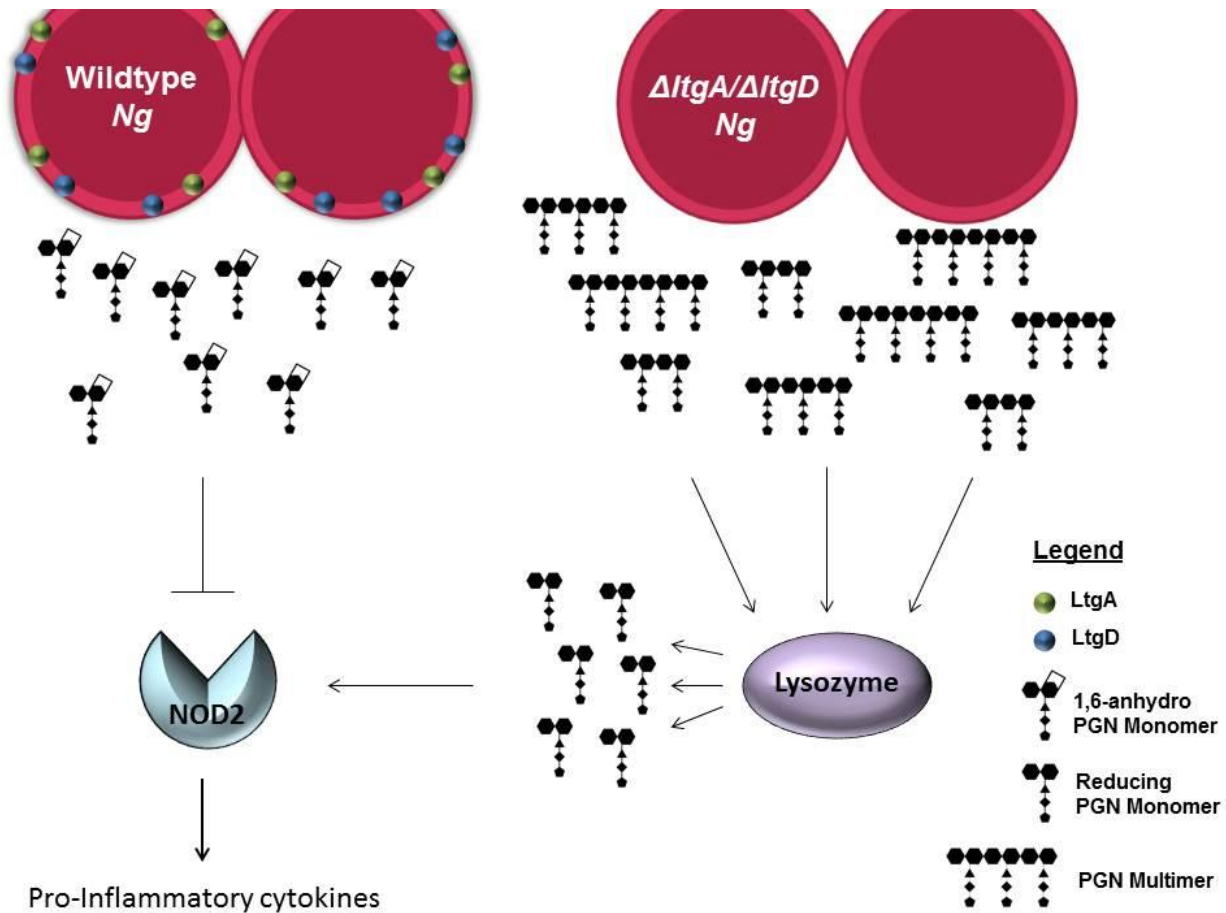 Wildtype
Ng
ΔltgA/ΔltgD
Ng
Legend
LtgA
LtgD
1,6-anhydro
PGN Monomer
Reducing
PGN Monomer
PGN Multimer
Lysozyme
NOD2
Pro-Inflammatory cytokines